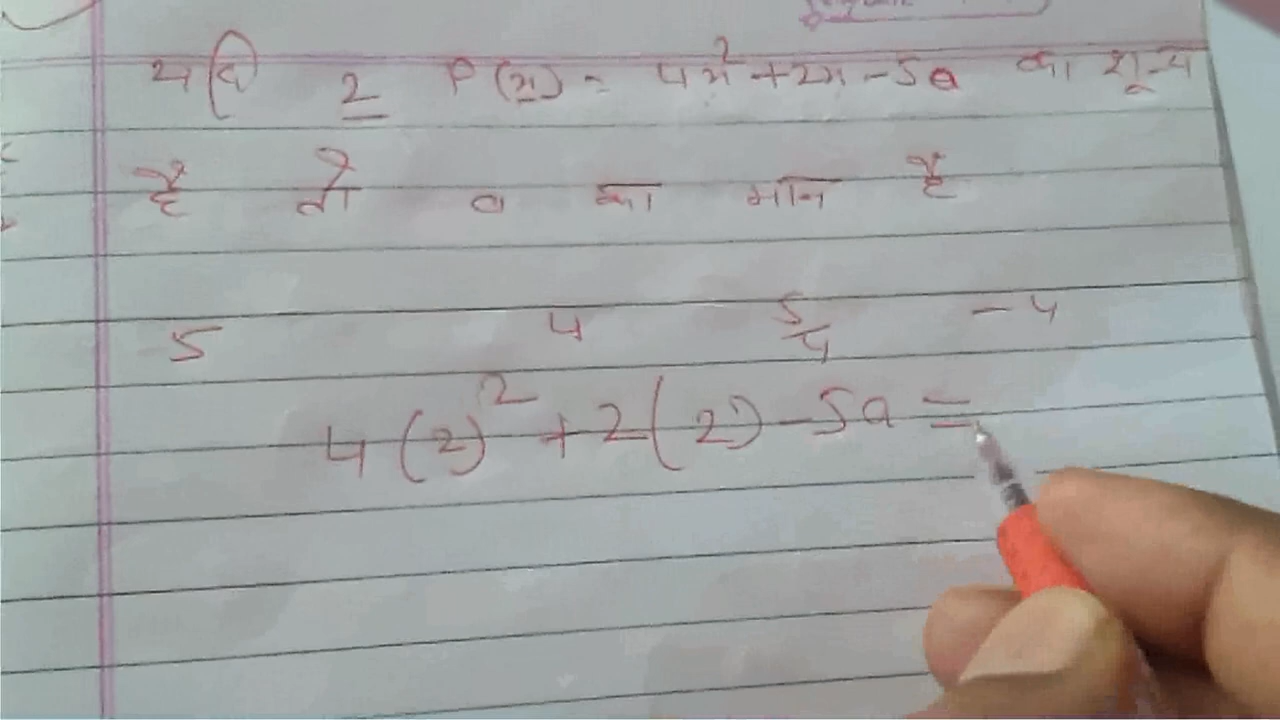 यदि 2 P(x) = 4x² + 2x - 5a का शून्य
है तो a का मान है
5 4 5/4 -4
4(2)² + 2(2) - 5a =